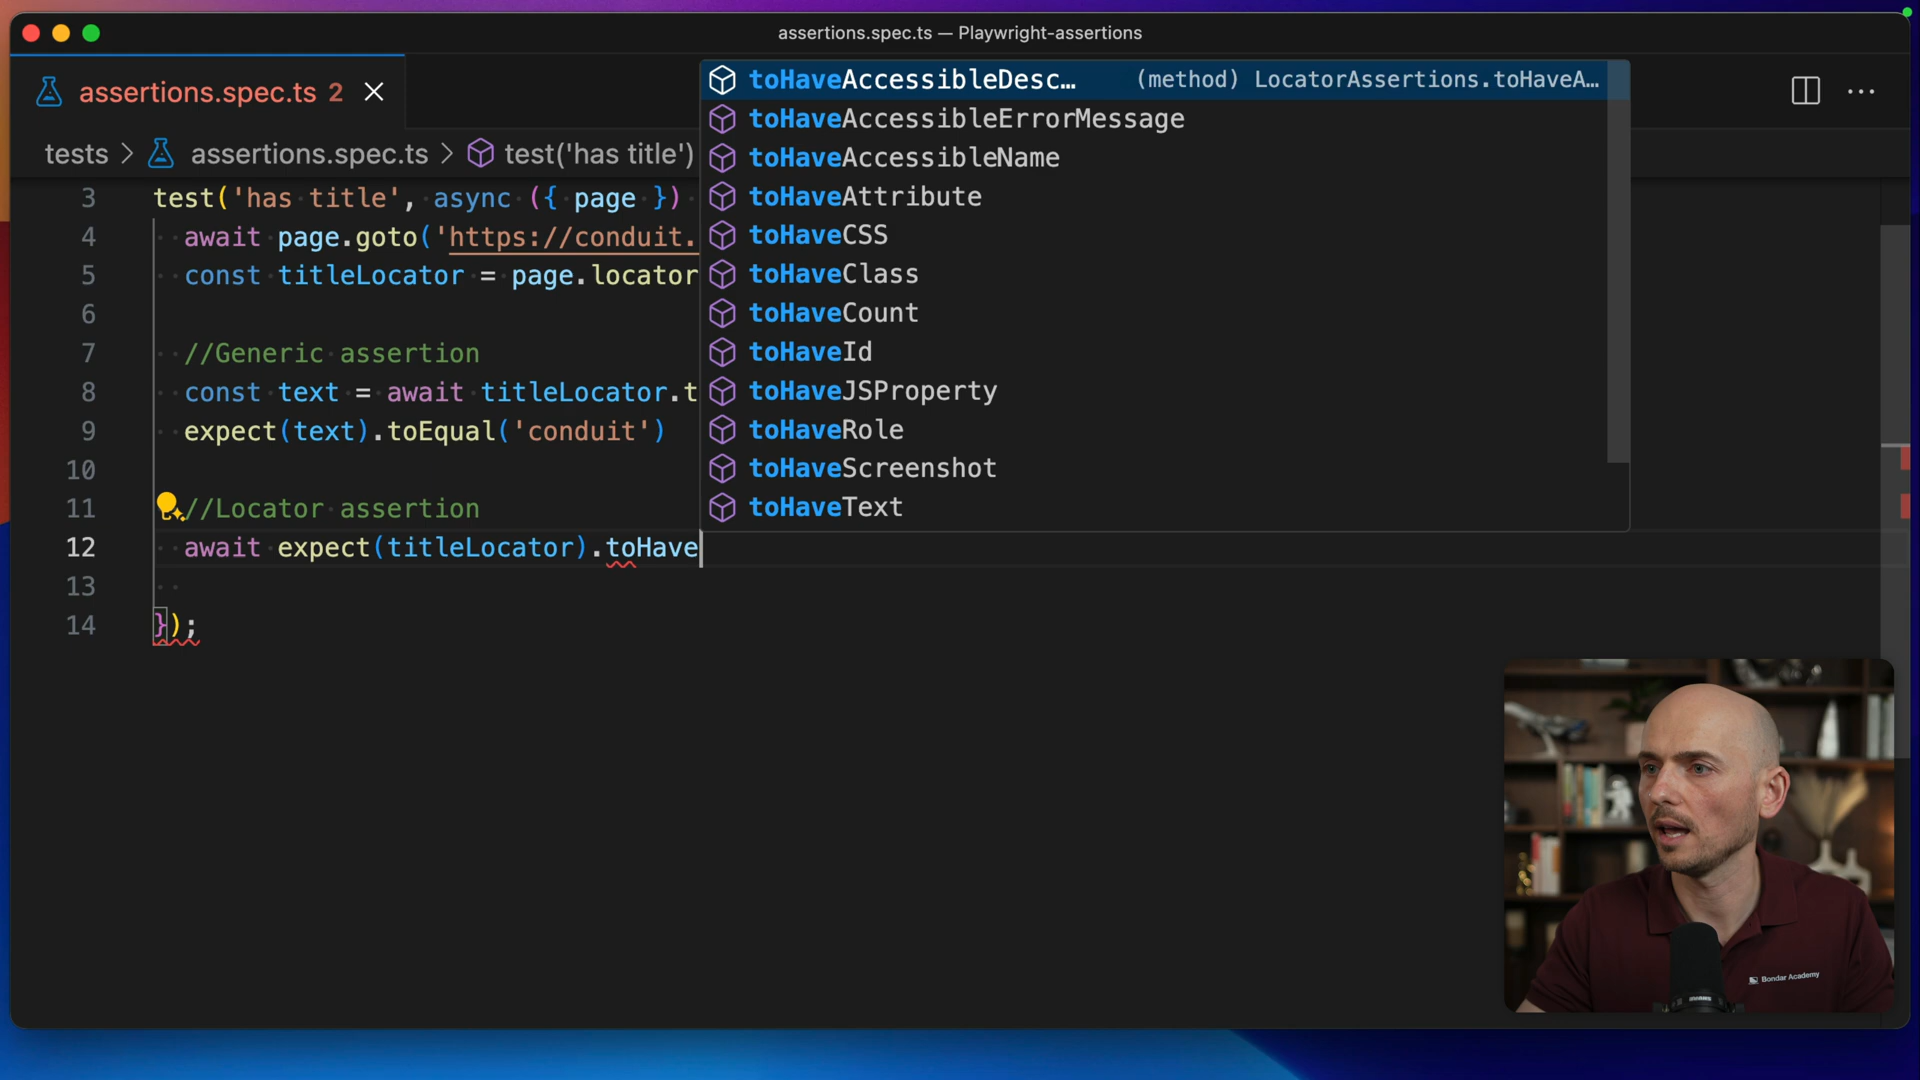 assertions.spec.ts — Playwright-assertions
assertions.spec.ts 2
tests > assertions.spec.ts > test('has title')
3 test('has title', async ({ page })
4 await page.goto('https://conduit.
5 const titleLocator = page.locator
6
7 //Generic assertion
8 const text = await titleLocator.t
9 expect(text).toEqual('conduit')
10
11 //Locator assertion
12 await expect(titleLocator).toHave
13
14 });
toHaveAccessibleDesc… (method) LocatorAssertions.toHaveA…
toHaveAccessibleErrorMessage
toHaveAccessibleName
toHaveAttribute
toHaveCSS
toHaveClass
toHaveCount
toHaveId
toHaveJSProperty
toHaveRole
toHaveScreenshot
toHaveText
Bondar Academy